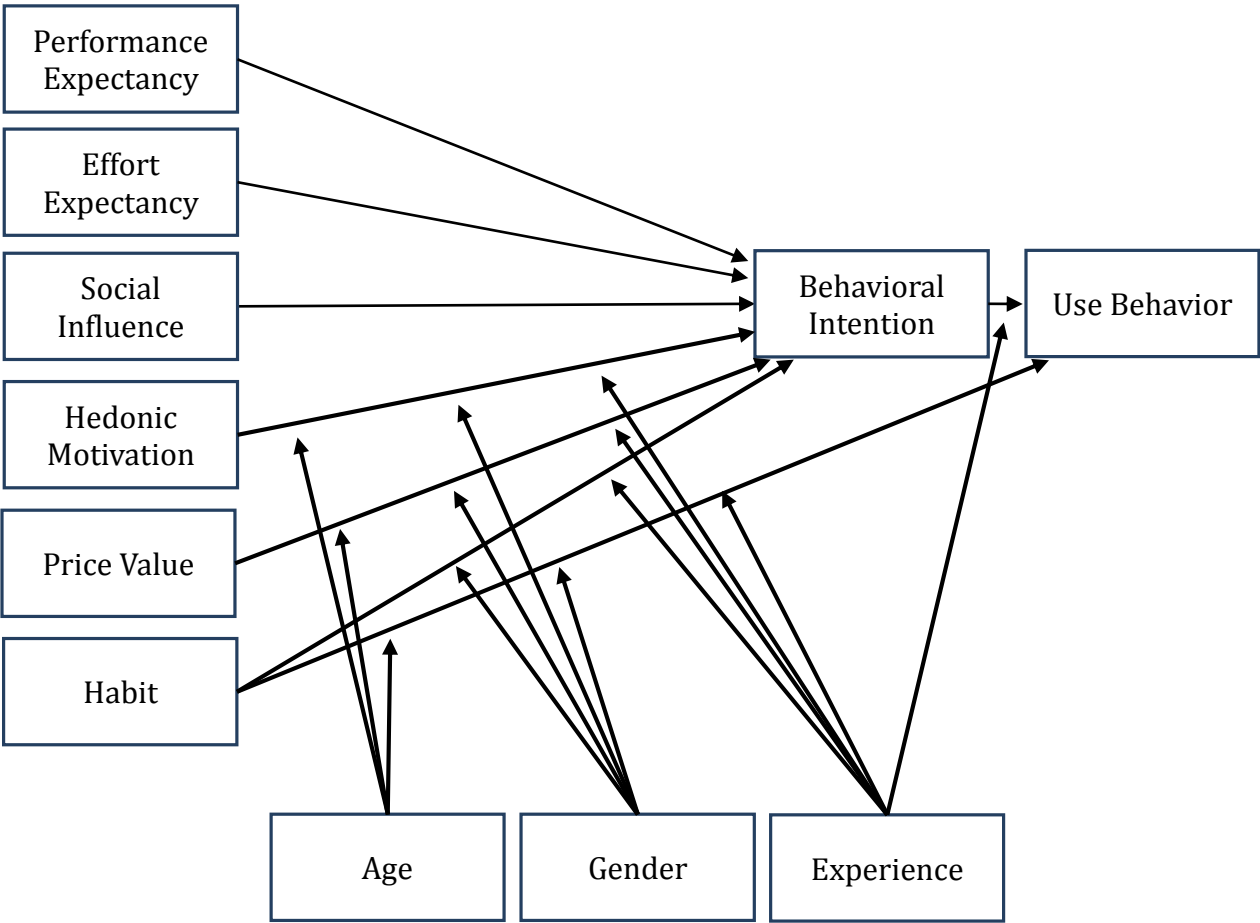 Performance
Expectancy
Effort
Expectancy
Social
Influence
Hedonic
Motivation
Price Value
Habit
Behavioral
Intention
Use Behavior
Age
Gender
Experience